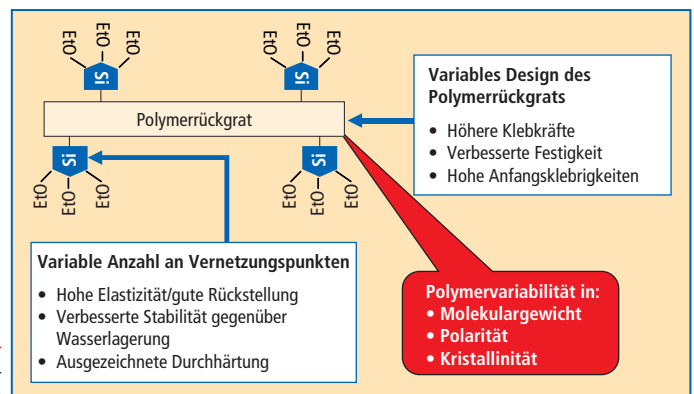 EtO EtO EtO
Si
EtO EtO EtO
Si
Polymerrückgrat
Si
EtO EtO EtO
Si
EtO EtO EtO
Variables Design des
Polymerrückgrats
• Höhere Klebkräfte
• Verbesserte Festigkeit
• Hohe Anfangsklebrigkeiten
Variable Anzahl an Vernetzungspunkten
• Hohe Elastizität/gute Rückstellung
• Verbesserte Stabilität gegenüber
Wasserlagerung
• Ausgezeichnete Durchhärtung
Polymervariabilität in:
• Molekulargewicht
• Polarität
• Kristallinität